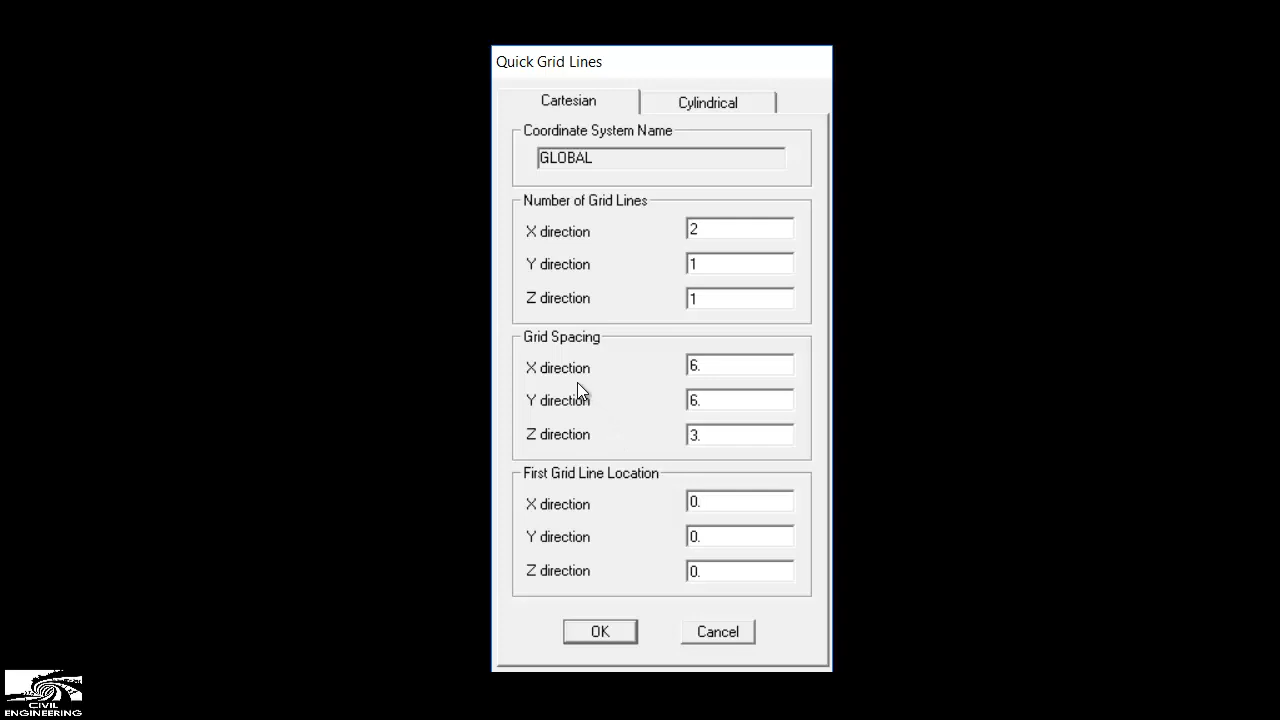 Quick Grid Lines
Cartesian
Cylindrical
Coordinate System Name
GLOBAL
Number of Grid Lines
X direction 2
Y direction 1
Z direction 1
Grid Spacing
X direction 6.
Y direction 6.
Z direction 3.
First Grid Line Location
X direction 0.
Y direction 0.
Z direction 0.
OK
Cancel
CIVIL
ENGINEERING